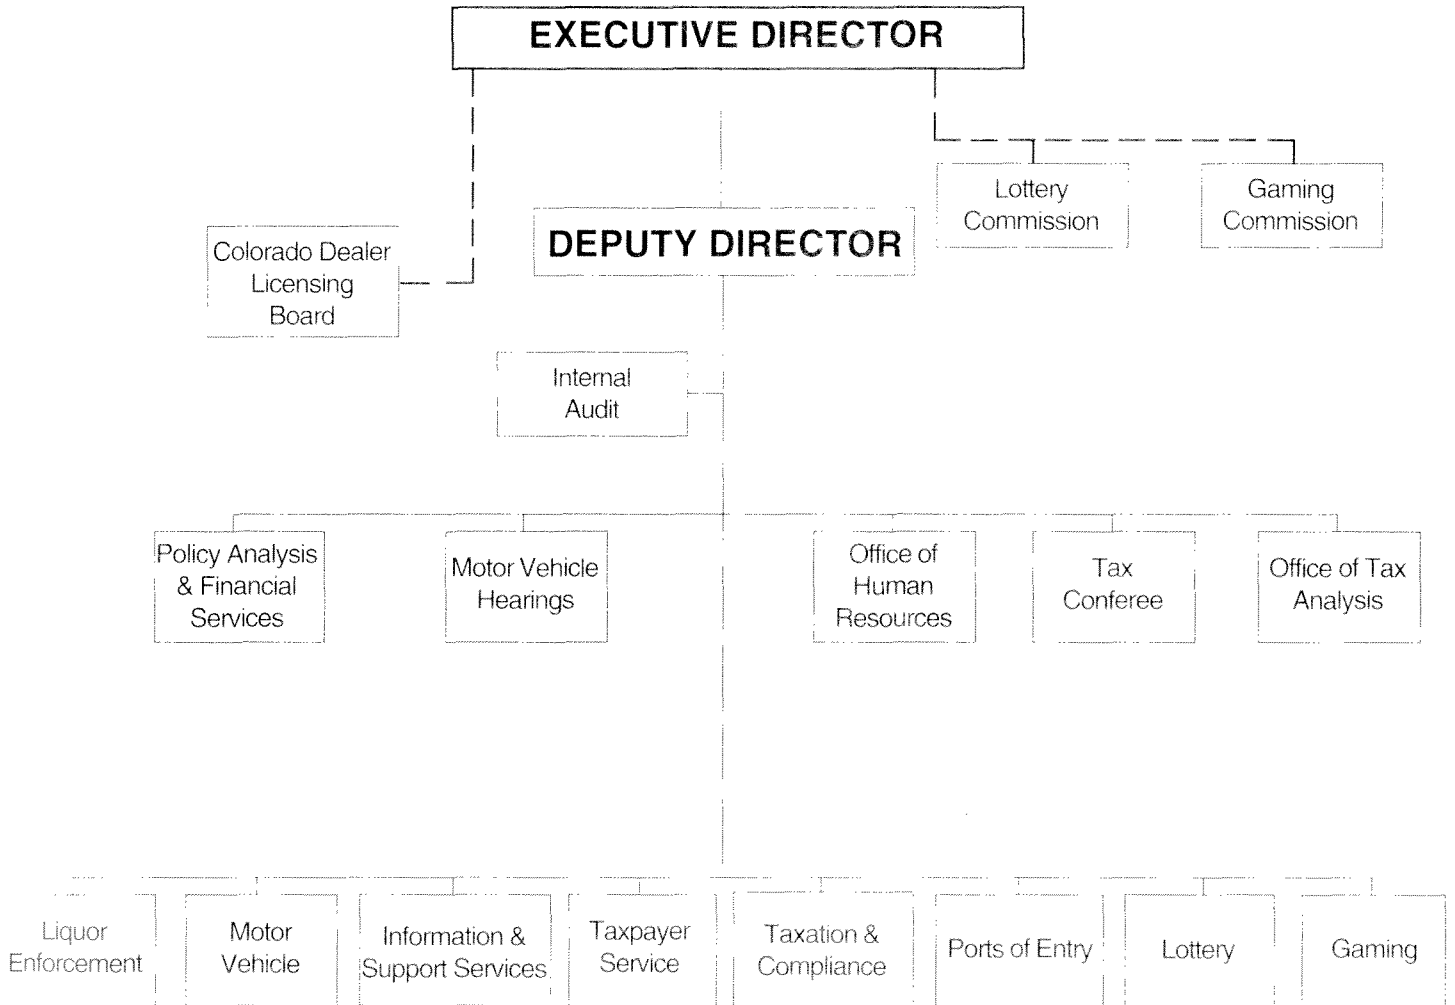 EXECUTIVE DIRECTOR
Lottery
Commission
Gaming
Commission
DEPUTY DIRECTOR
Colorado Dealer
Licensing
Board
Internal
Audit
Policy Analysis
& Financial
Services
Motor Vehicle
Hearings
Office of
Human
Resources
Tax
Conferee
Office of Tax
Analysis
Liquor
Enforcement
Motor
Vehicle
Information &
Support Services
Taxpayer
Service
Taxation &
Compliance
Ports of Entry
Lottery
Gaming